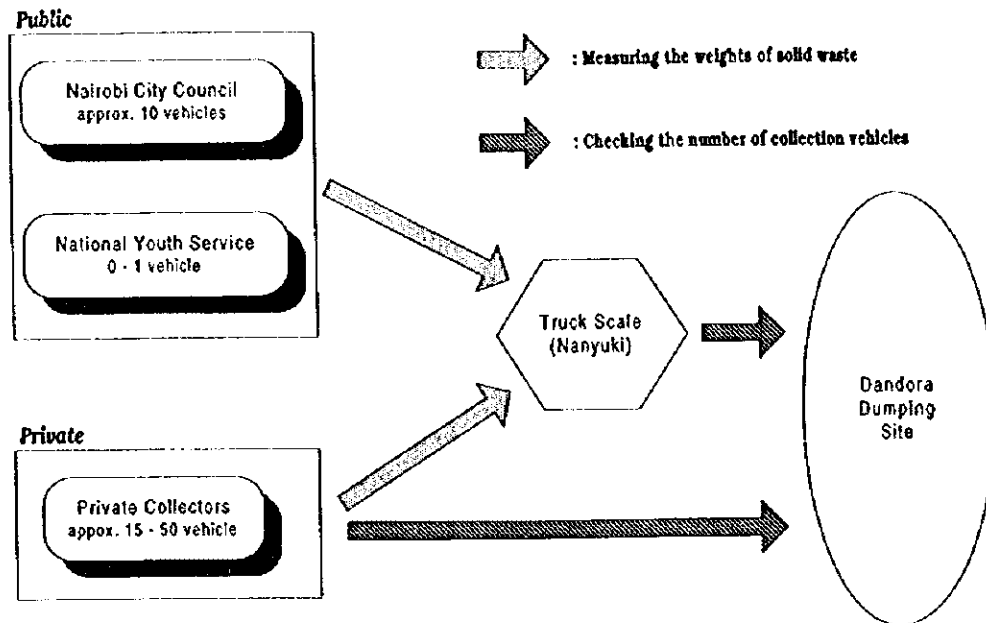 Public
Nairobi City Council
approx. 10 vehicles
National Youth Service
0 - 1 vehicle
: Measuring the weights of solid waste
: Checking the number of collection vehicles
Truck Scale
(Nanyuki)
Dandora
Dumping
Site
Private
Private Collectors
appox. 15 - 50 vehicle